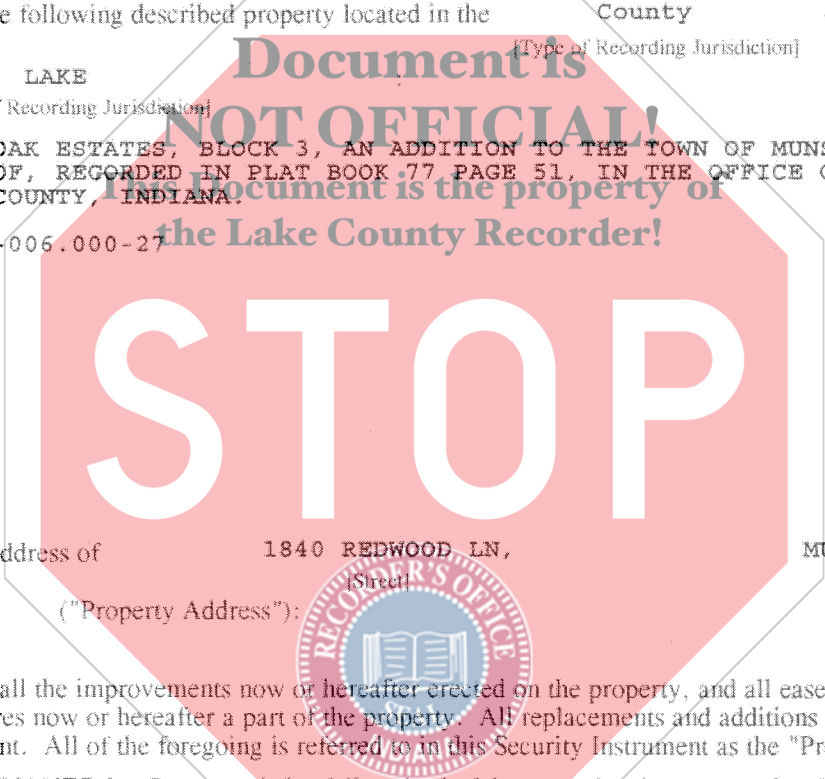 e following described property located in the County
[Type of Recording Jurisdiction]
Document is
LAKE
Recording Jurisdiction]
NOT OFFICIAL!
OAK ESTATES, BLOCK 3, AN ADDITION TO THE TOWN OF MUNS
OF, RECORDED IN PLAT BOOK 77 PAGE 51, IN THE OFFICE O
This Document is the property of
COUNTY, INDIANA.
-006.000-27
the Lake County Recorder!
STOP
ddress of 1840 REDWOOD LN, MU
[Street]
RECORDER'S OFFICE
("Property Address"):
all the improvements now or hereafter erected on the property, and all ease
SEAL
res now or hereafter a part of the property. All replacements and additions
nt. All of the foregoing is referred to in this Security Instrument as the "Pr